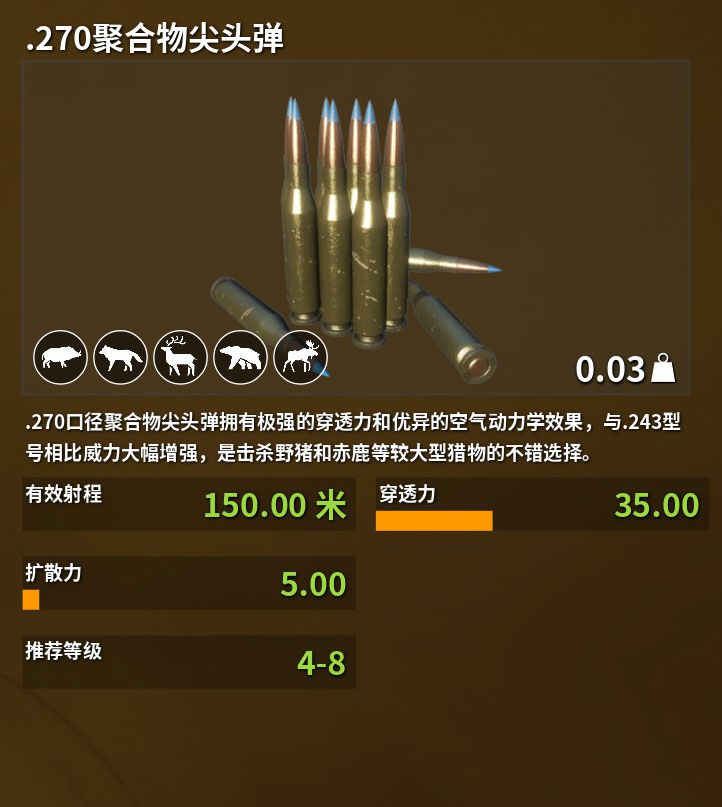 .270聚合物尖头弹
0.03
.270口径聚合物尖头弹拥有极强的穿透力和优异的空气动力学效果，与.243型
号相比威力大幅增强，是击杀野猪和赤鹿等较大型猎物的不错选择。
有效射程 150.00 米
穿透力 35.00
扩散力 5.00
推荐等级 4-8